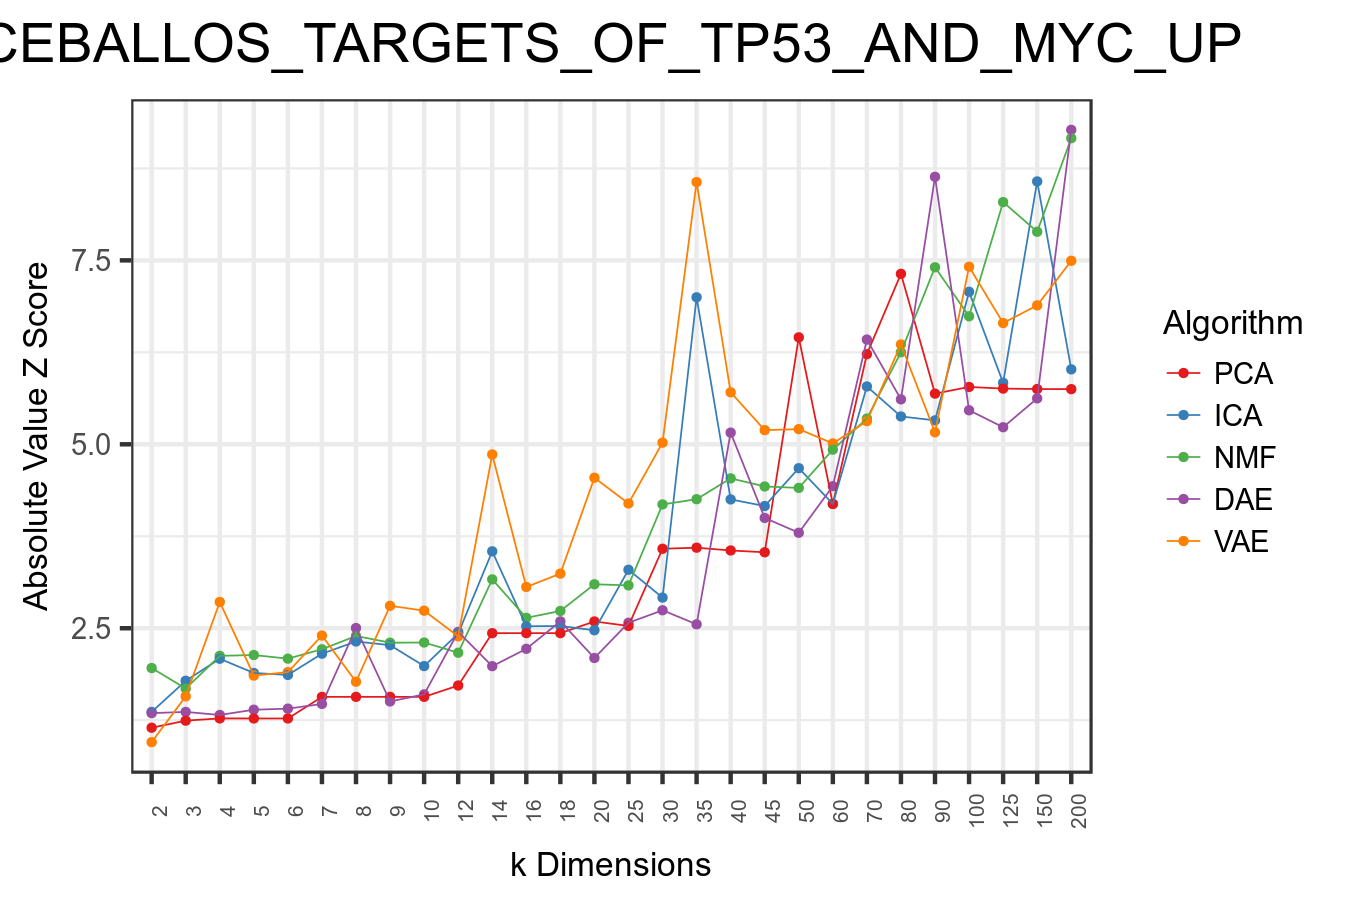 CEBALLOS_TARGETS_OF_TP53_AND_MYC_UP
7.5
5.0
2.5
Absolute Value Z Score
2 3 4 5 6 7 8 9 10 12 14 16 18 20 25 30 35 40 45 50 60 70 80 90 100 125 150 200
k Dimensions
Algorithm
PCA
ICA
NMF
DAE
VAE